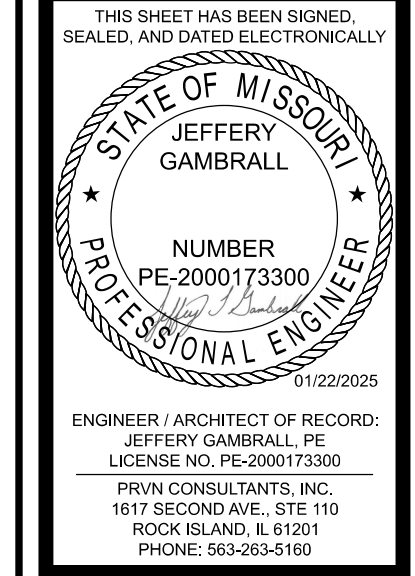 THIS SHEET HAS BEEN SIGNED,
SEALED, AND DATED ELECTRONICALLY
STATE OF MISSOURI
JEFFERY
GAMBRALL
NUMBER
PE-2000173300
Jeffery J Gambrall
PROFESSIONAL ENGINEER
01/22/2025
ENGINEER / ARCHITECT OF RECORD:
JEFFERY GAMBRALL, PE
LICENSE NO. PE-2000173300
PRVN CONSULTANTS, INC.
1617 SECOND AVE., STE 110
ROCK ISLAND, IL 61201
PHONE: 563-263-5160